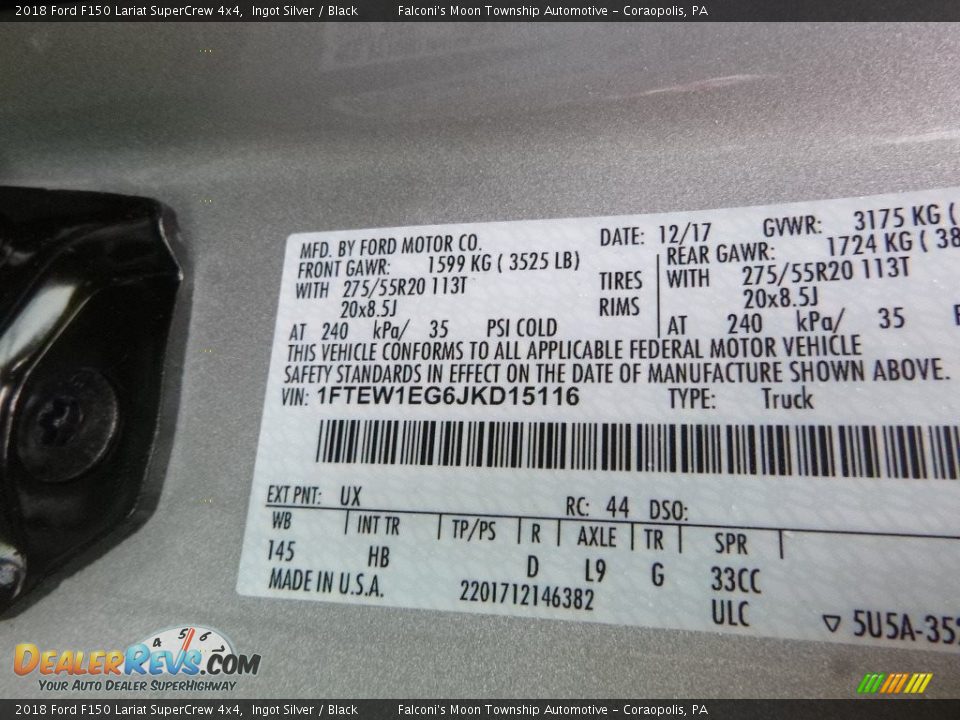 2018 Ford F150 Lariat SuperCrew 4x4, Ingot Silver / Black Falconi's Moon Township Automotive - Coraopolis, PA
MFD. BY FORD MOTOR CO. DATE: 12/17 GVWR: 3175 KG (
FRONT GAWR: 1599 KG ( 3525 LB) REAR GAWR: 1724 KG ( 38
WITH 275/55R20 113T TIRES WITH 275/55R20 113T
20x8.5J RIMS 20x8.5J
AT 240 kPa/ 35 PSI COLD AT 240 kPa/ 35
THIS VEHICLE CONFORMS TO ALL APPLICABLE FEDERAL MOTOR VEHICLE
SAFETY STANDARDS IN EFFECT ON THE DATE OF MANUFACTURE SHOWN ABOVE.
VIN: 1FTEW1EG6JKD15116 TYPE: Truck
EXT PNT: UX RC: 44 DSO:
WB INT TR TP/PS R AXLE TR SPR
145 HB D L9 G 33CC
MADE IN U.S.A. 2201712146382 ULC
▽ 5U5A-35
4 5 6
DEALERREVS.COM
YOUR AUTO DEALER SUPERHIGHWAY
2018 Ford F150 Lariat SuperCrew 4x4, Ingot Silver / Black Falconi's Moon Township Automotive - Coraopolis, PA